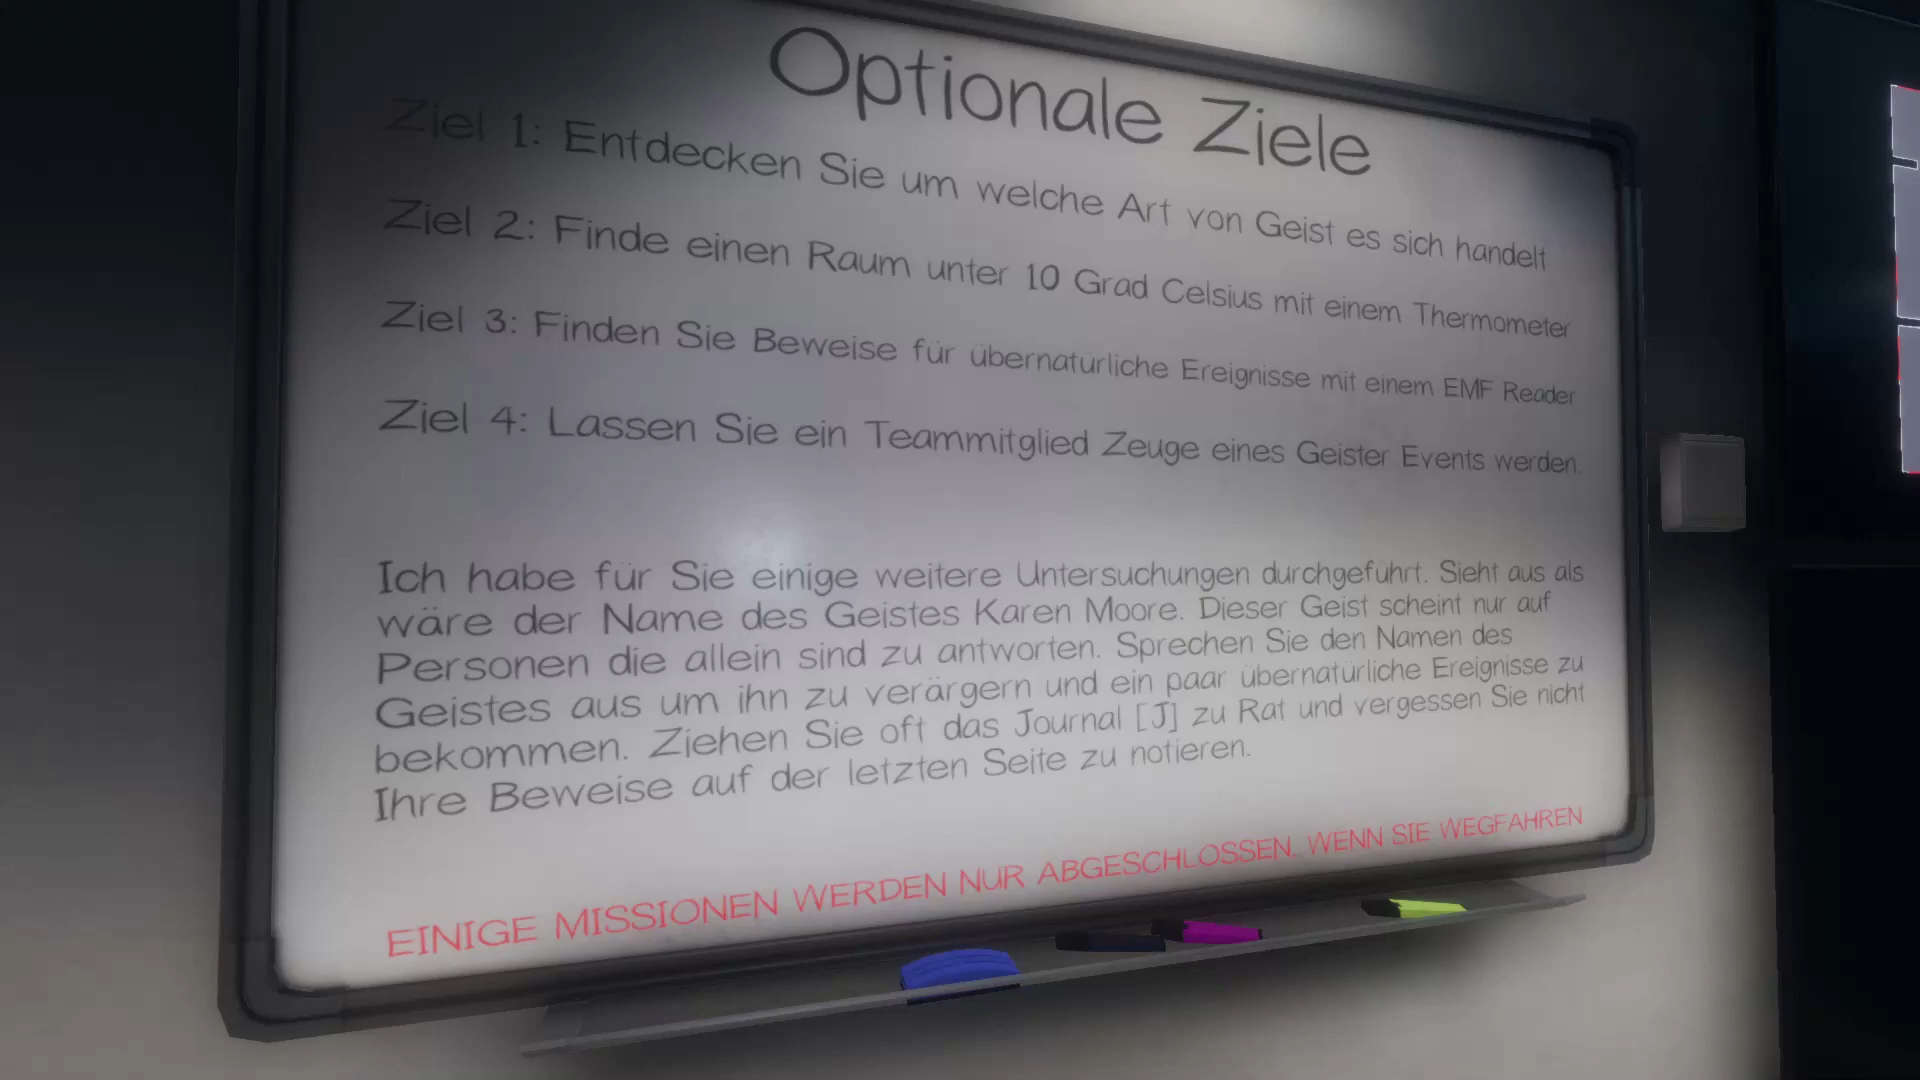 Optionale Ziele
Ziel 1: Entdecken Sie um welche Art von Geist es sich handelt
Ziel 2: Finde einen Raum unter 10 Grad Celsius mit einem Thermometer
Ziel 3: Finden Sie Beweise für übernatürliche Ereignisse mit einem EMF Reader
Ziel 4: Lassen Sie ein Teammitglied Zeuge eines Geister Events werden.
Ich habe für Sie einige weitere Untersuchungen durchgeführt. Sieht aus als
wäre der Name des Geistes Karen Moore. Dieser Geist scheint nur auf
Personen die allein sind zu antworten. Sprechen Sie den Namen des
Geistes aus um ihn zu verärgern und ein paar übernatürliche Ereignisse zu
bekommen. Ziehen Sie oft das Journal [J] zu Rat und vergessen Sie nicht
Ihre Beweise auf der letzten Seite zu notieren.
EINIGE MISSIONEN WERDEN NUR ABGESCHLOSSEN, WENN SIE WEGFAHREN